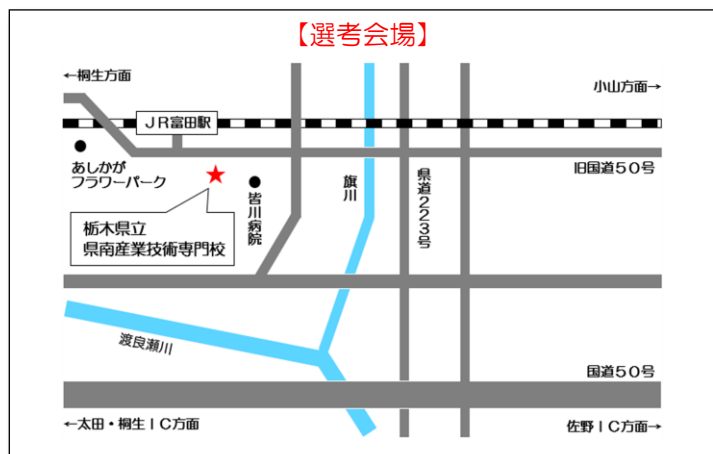 【選考会場】
←桐生方面
小山方面→
ＪＲ富田駅
あしかが
フラワーパーク
旧国道５０号
皆川病院
旗川
県道２２３号
栃木県立
県南産業技術専門校
渡良瀬川
国道５０号
←太田・桐生ＩＣ方面
佐野ＩＣ方面→